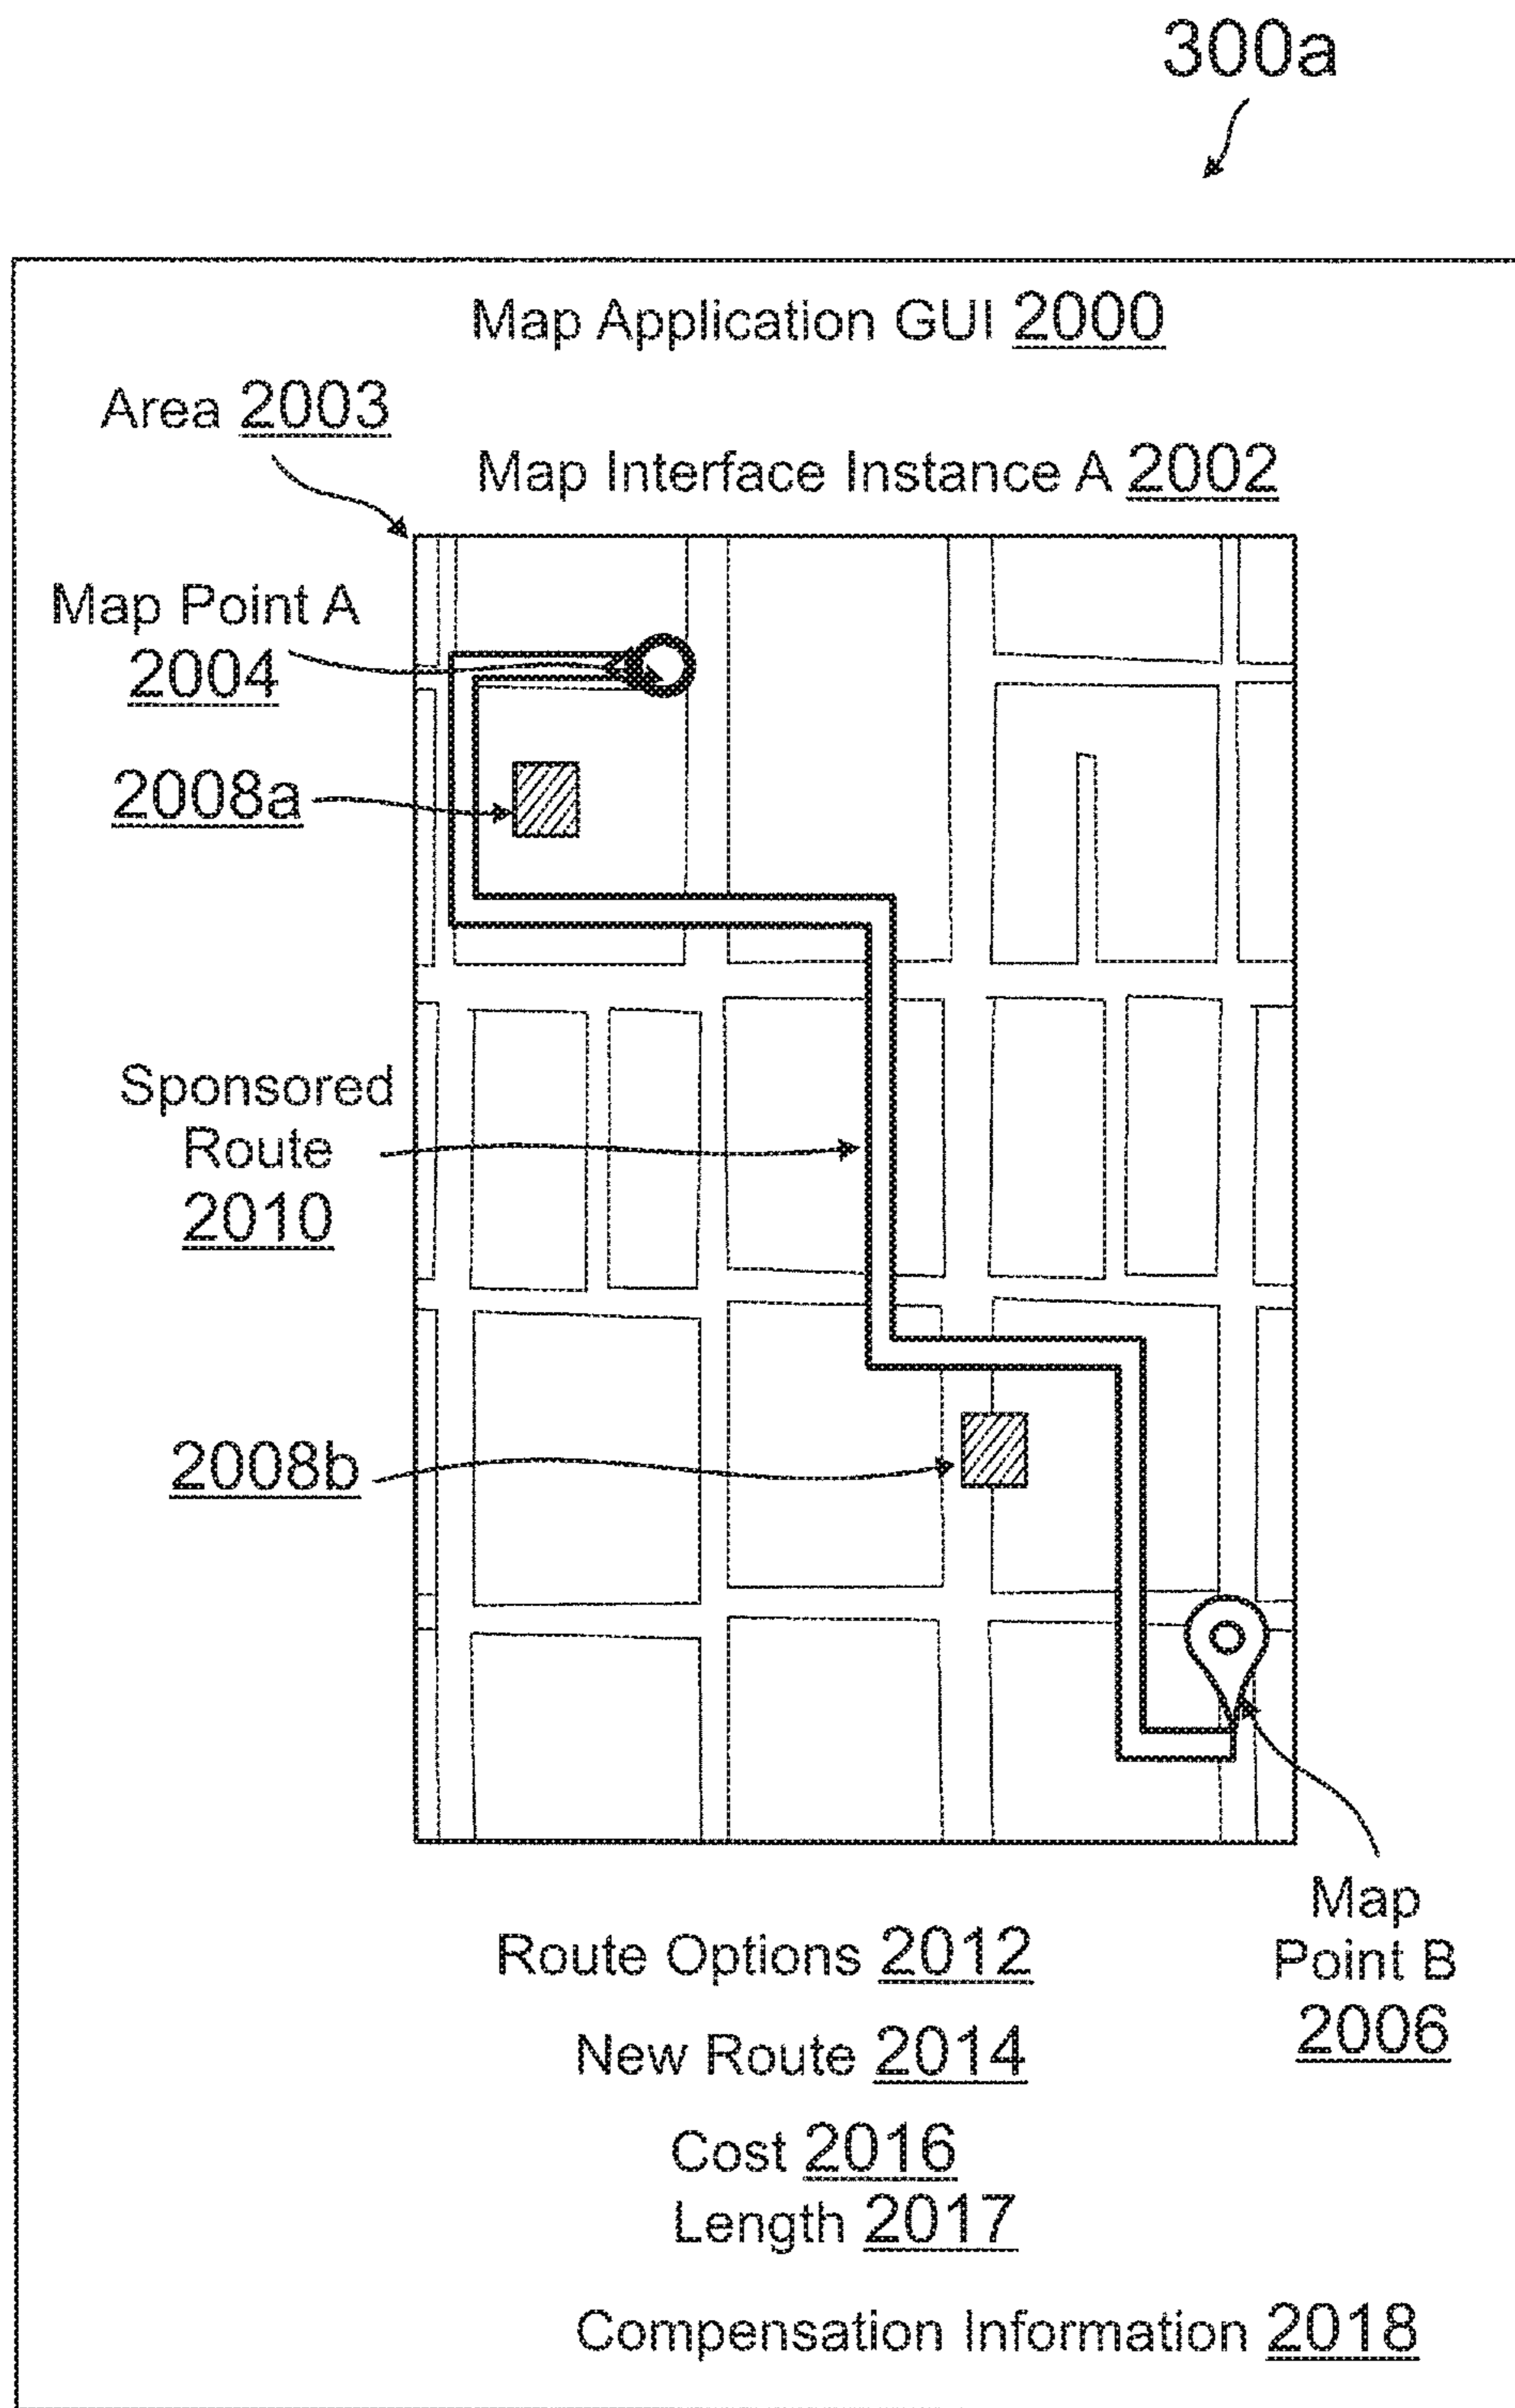 300a
Map Application GUI 2000
Area 2003
Map Interface Instance A 2002
Map Point A
2004
2008a
Sponsored
Route
2010
2008b
Map
Point B
2006
Route Options 2012
New Route 2014
Cost 2016
Length 2017
Compensation Information 2018